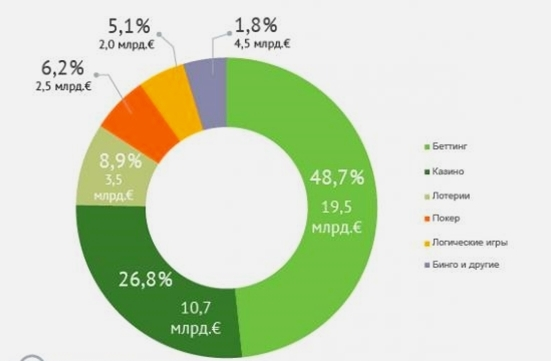 5,1%
2,0 млрд.€
1,8%
4,5 млрд.€
6,2%
2,5 млрд.€
8,9%
3,5
млрд.€
48,7%
19,5
млрд.€
26,8%
10,7
млрд.€
Беттинг
Казино
Лотерии
Покер
Логические игры
Бинго и другие